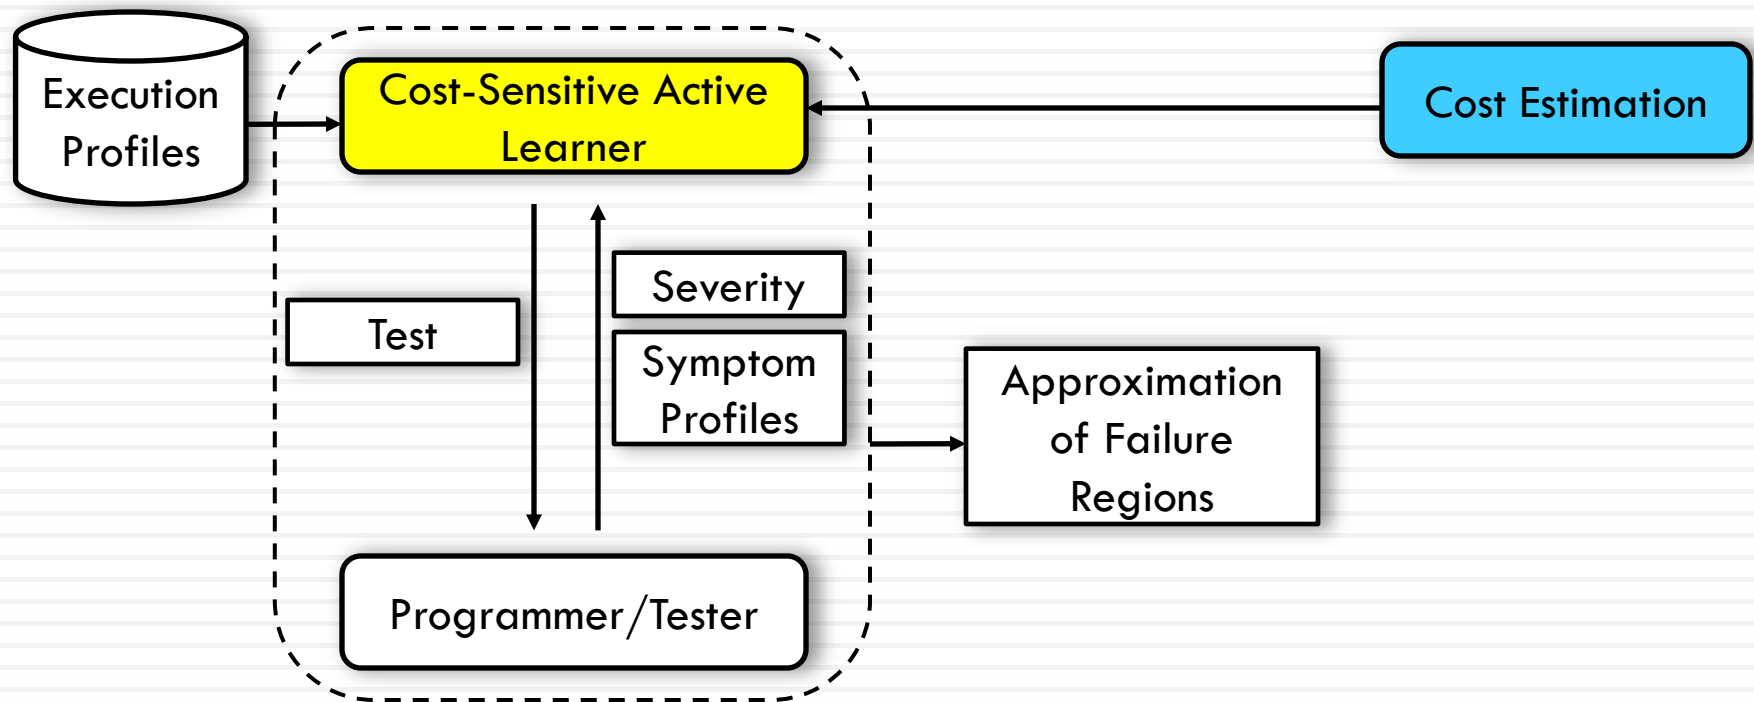 Execution
Profiles
Cost-Sensitive Active
Learner
Cost Estimation
Test
Severity
Symptom
Profiles
Approximation
of Failure
Regions
Programmer/Tester